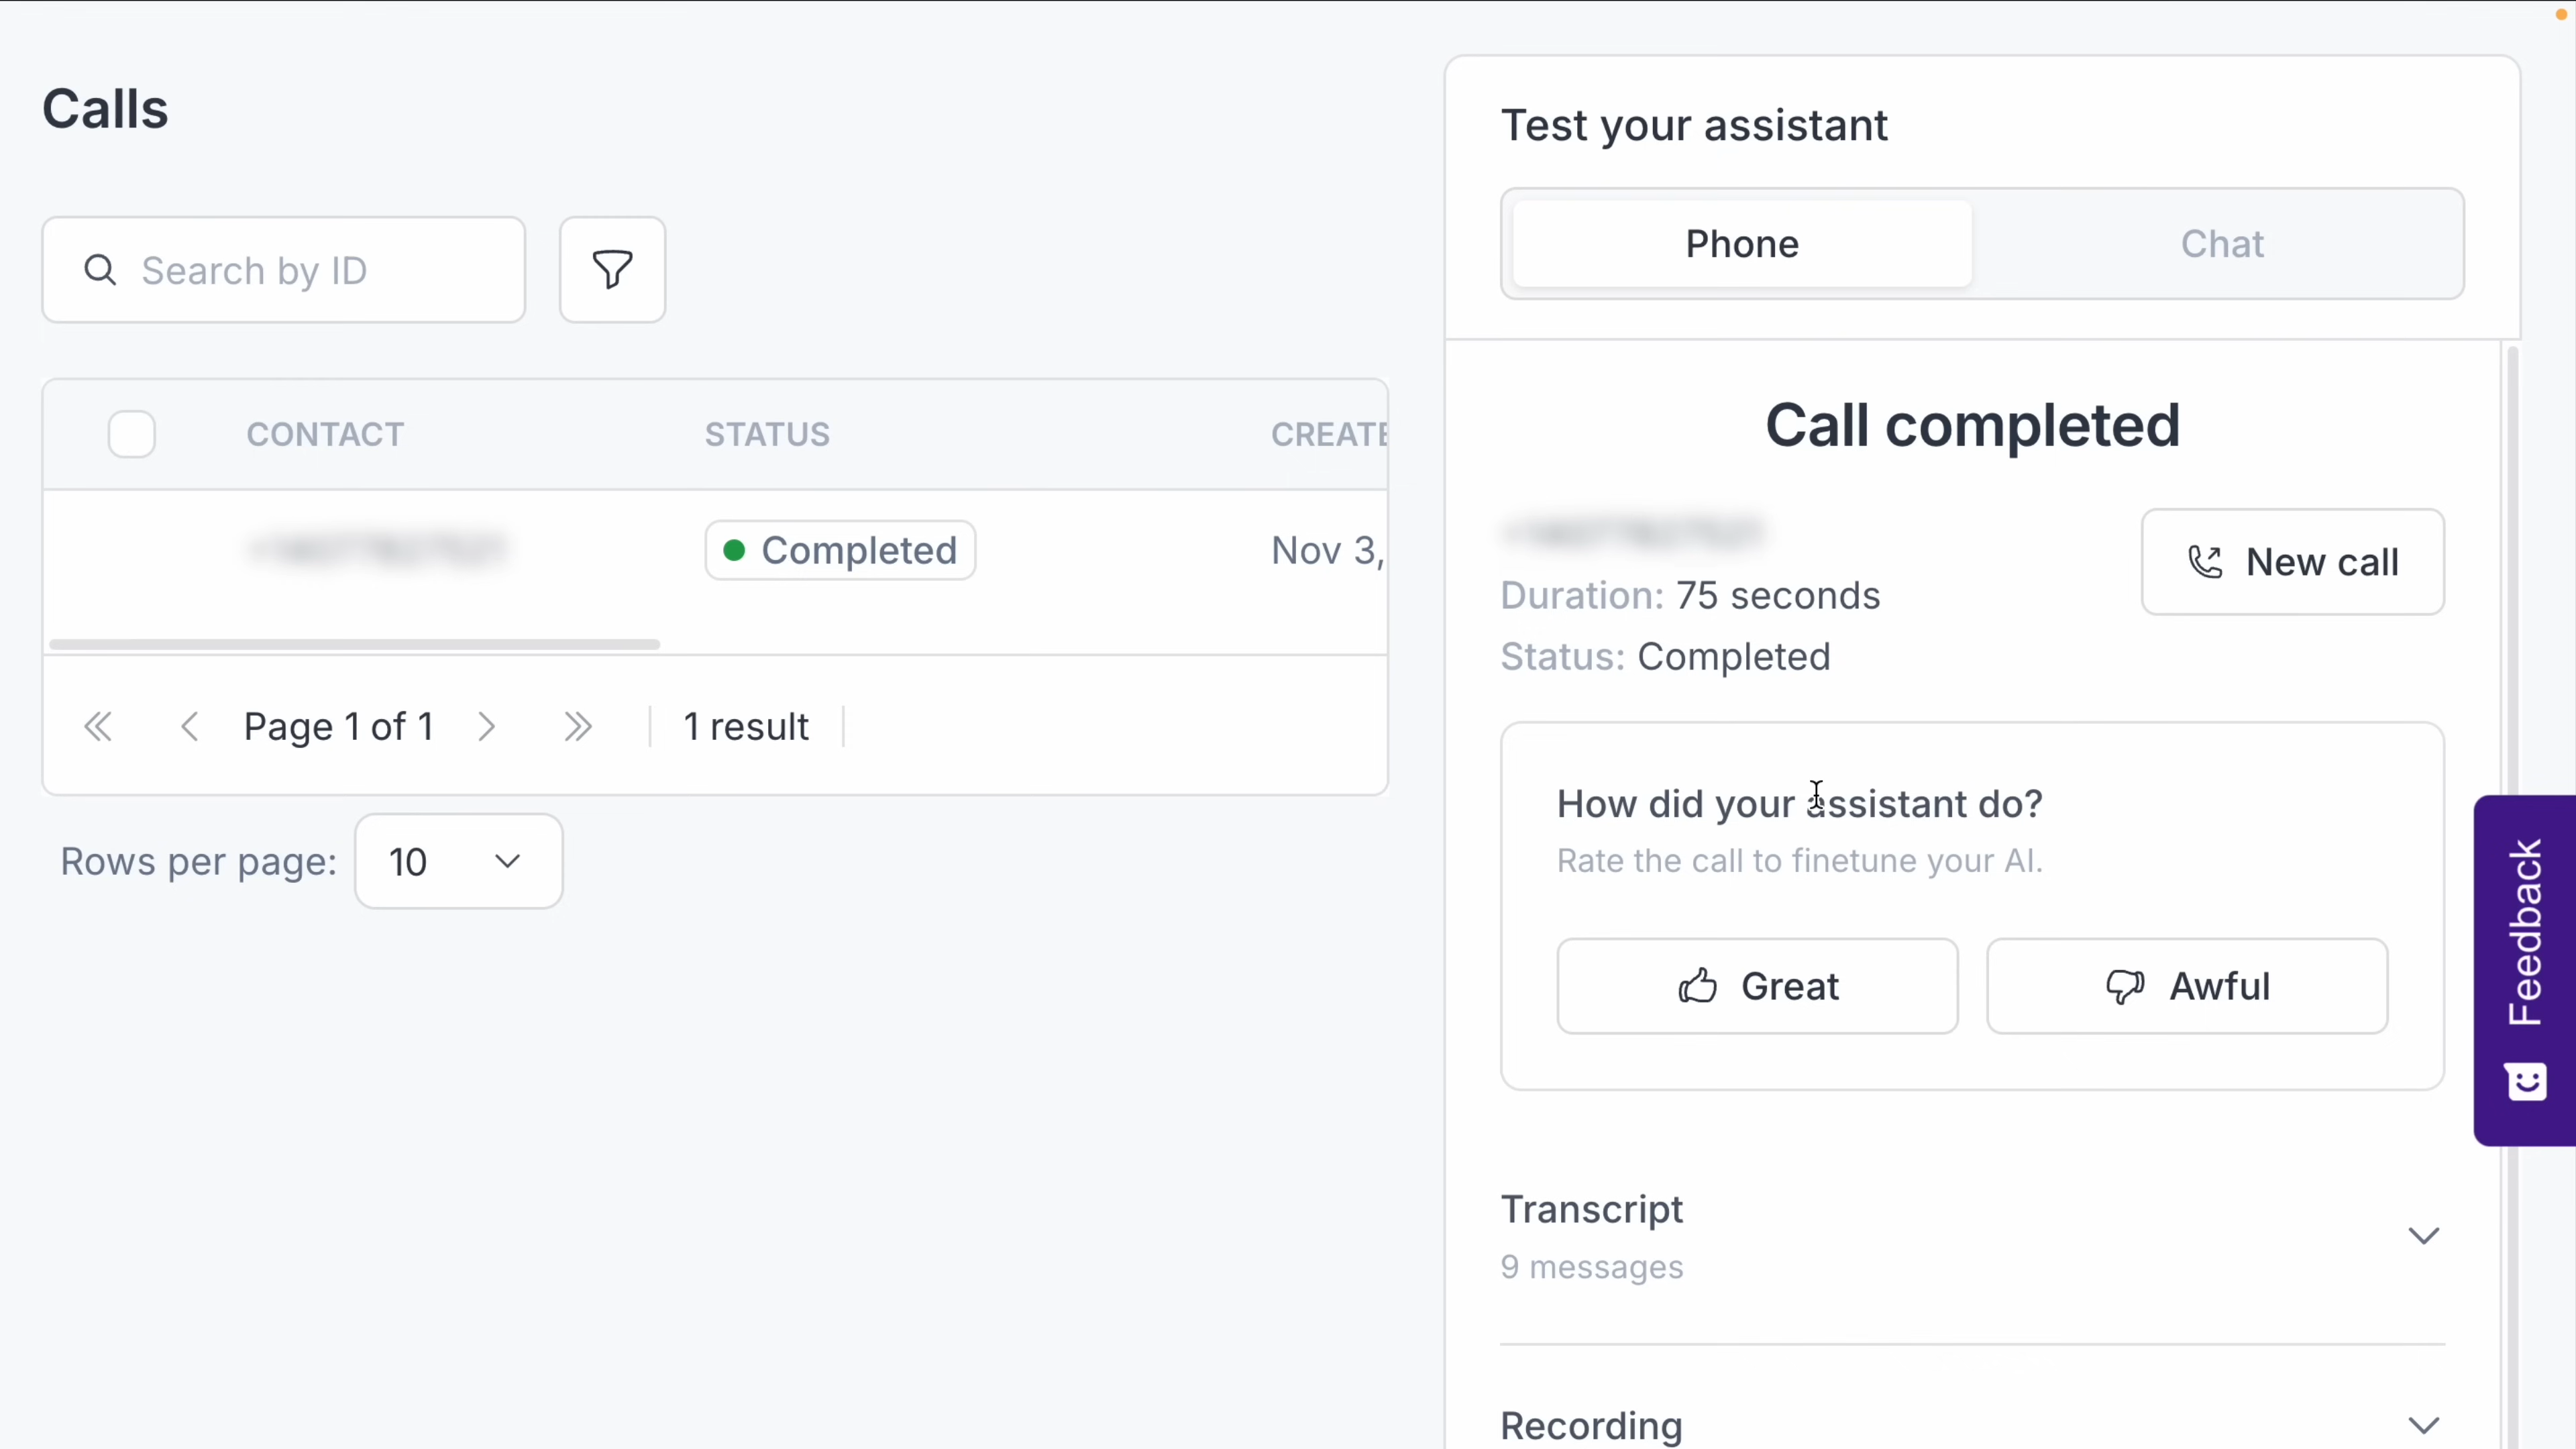 Calls
Search by ID
CONTACT STATUS CREATE
Completed Nov 3,
Page 1 of 1 1 result
Rows per page: 10
Test your assistant
Phone Chat
Call completed
New call
Duration: 75 seconds
Status: Completed
How did your assistant do?
Rate the call to finetune your AI.
Great Awful
Transcript
9 messages
Recording
Feedback